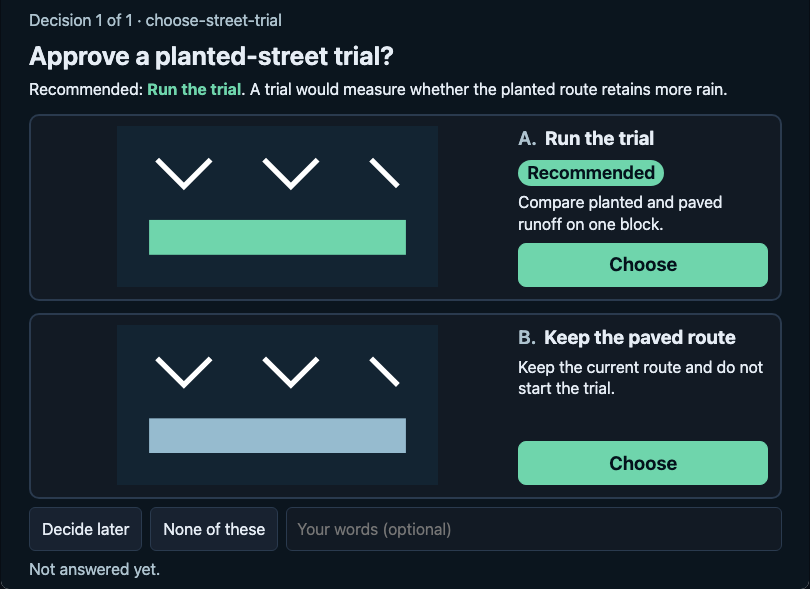 Decision 1 of 1 · choose-street-trial
Approve a planted-street trial?
Recommended: Run the trial. A trial would measure whether the planted route retains more rain.
A. Run the trial
Recommended
Compare planted and paved
runoff on one block.
Choose
B. Keep the paved route
Keep the current route and do not
start the trial.
Choose
Decide later
None of these
Your words (optional)
Not answered yet.